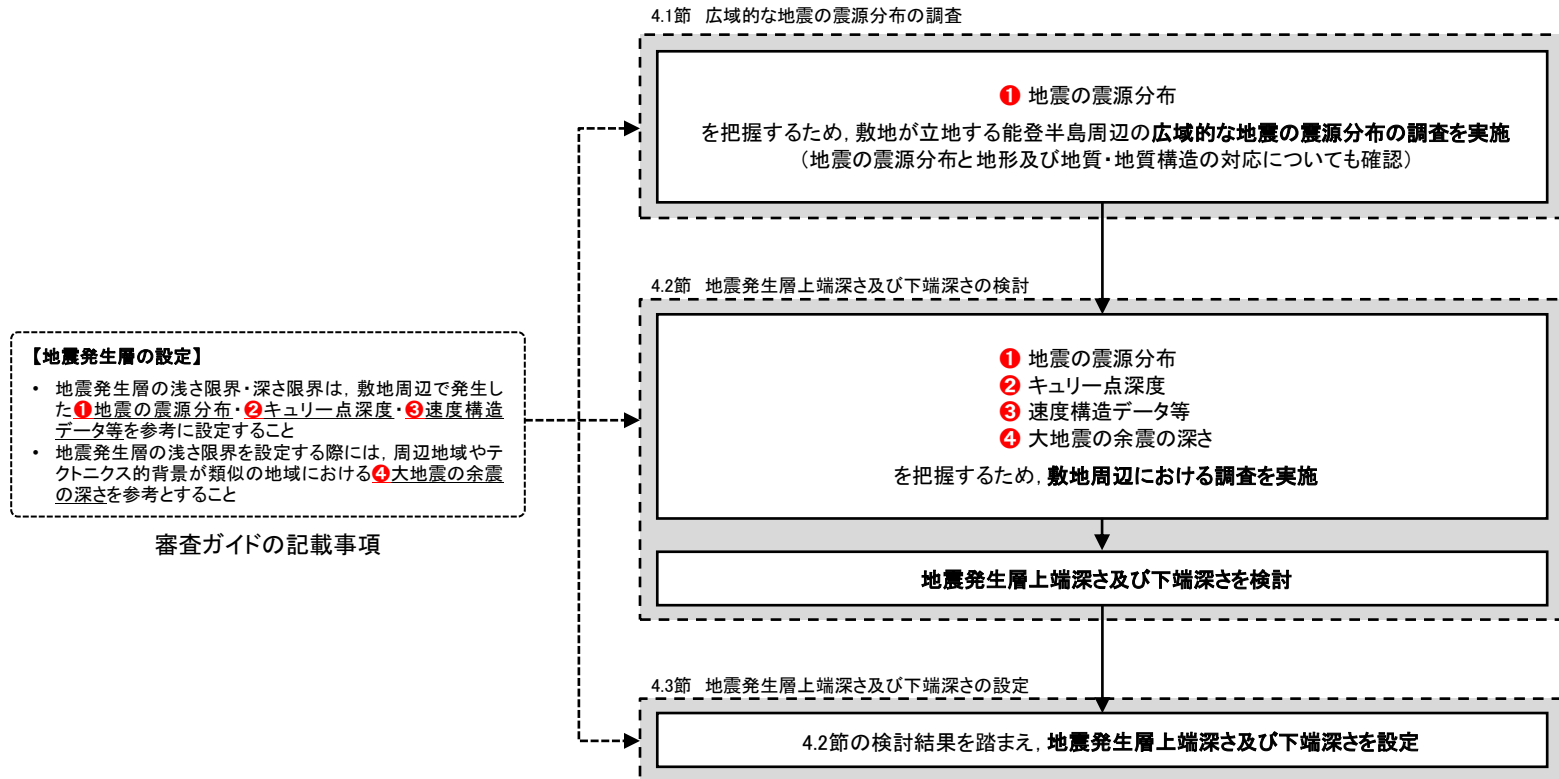 4.1節 広域的な地震の震源分布の調査
❶ 地震の震源分布
を把握するため，敷地が立地する能登半島周辺の広域的な地震の震源分布の調査を実施
（地震の震源分布と地形及び地質・地質構造の対応についても確認）
4.2節 地震発生層上端深さ及び下端深さの検討
❶ 地震の震源分布
❷ キュリー点深度
❸ 速度構造データ等
❹ 大地震の余震の深さ
を把握するため，敷地周辺における調査を実施
地震発生層上端深さ及び下端深さを検討
【地震発生層の設定】
・ 地震発生層の浅さ限界・深さ限界は，敷地周辺で発生し
た❶地震の震源分布・❷キュリー点深度・❸速度構造
データ等を参考に設定すること
・ 地震発生層の浅さ限界を設定する際には，周辺地域やテ
クトニクス的背景が類似の地域における❹大地震の余震
の深さを参考とすること
審査ガイドの記載事項
4.3節 地震発生層上端深さ及び下端深さの設定
4.2節の検討結果を踏まえ，地震発生層上端深さ及び下端深さを設定